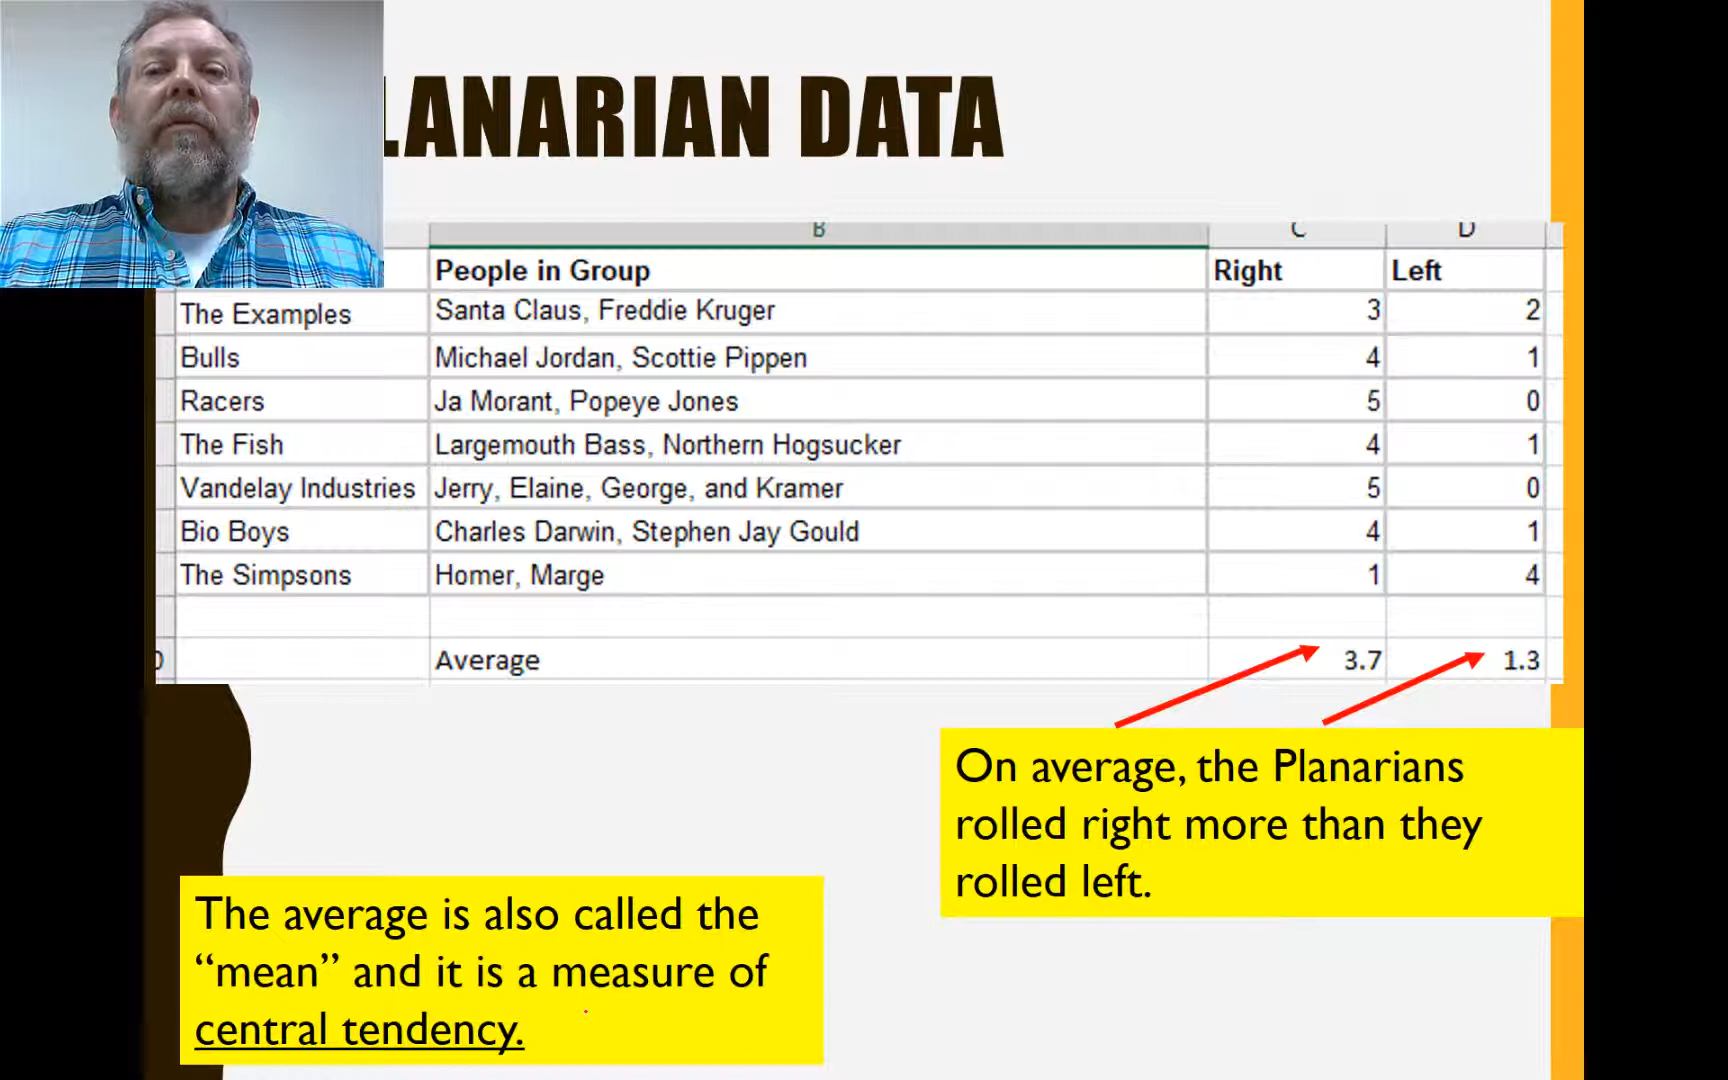 LANARIAN DATA
B C D
People in Group Right Left
The Examples Santa Claus, Freddie Kruger 3 2
Bulls Michael Jordan, Scottie Pippen 4 1
Racers Ja Morant, Popeye Jones 5 0
The Fish Largemouth Bass, Northern Hogsucker 4 1
Vandelay Industries Jerry, Elaine, George, and Kramer 5 0
Bio Boys Charles Darwin, Stephen Jay Gould 4 1
The Simpsons Homer, Marge 1 4
Average 3.7 1.3
On average, the Planarians
rolled right more than they
rolled left.
The average is also called the
“mean” and it is a measure of
central tendency.